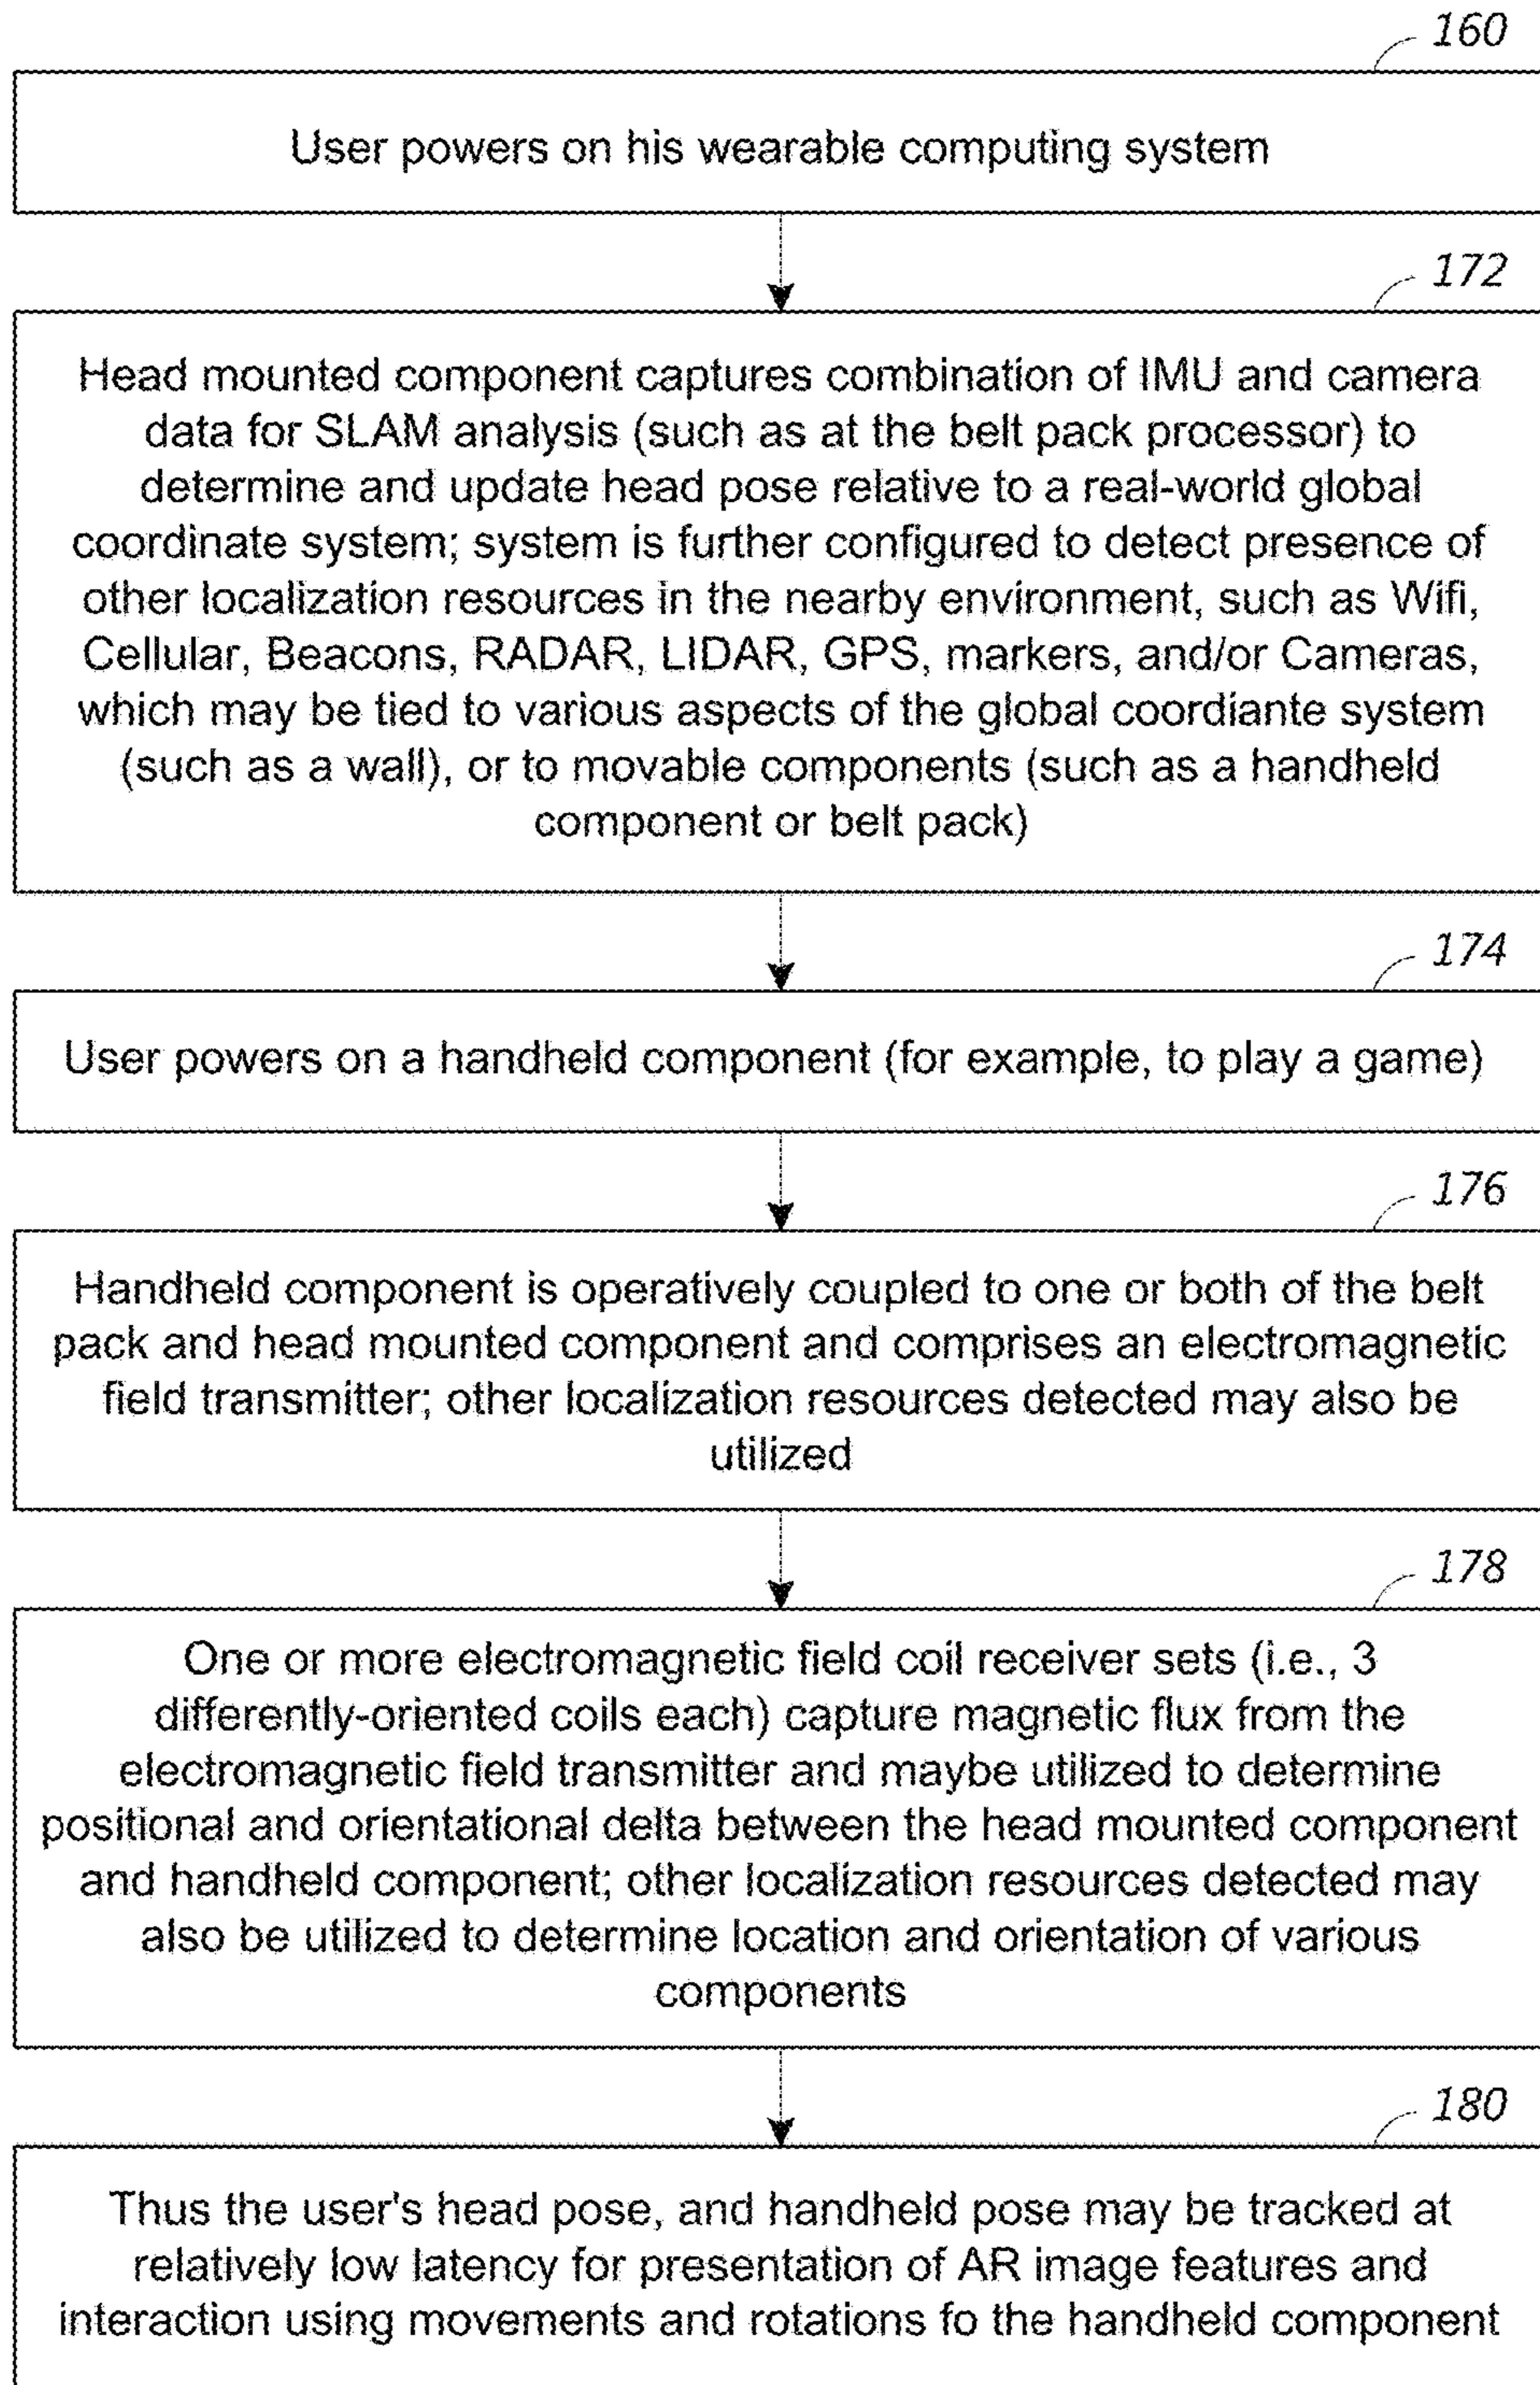 160
User powers on his wearable computing system
172
Head mounted component captures combination of IMU and camera
data for SLAM analysis (such as at the belt pack processor) to
determine and update head pose relative to a real-world global
coordinate system; system is further configured to detect presence of
other localization resources in the nearby environment, such as Wifi,
Cellular, Beacons, RADAR, LIDAR, GPS, markers, and/or Cameras,
which may be tied to various aspects of the global coordiante system
(such as a wall), or to movable components (such as a handheld
component or belt pack)
174
User powers on a handheld component (for example, to play a game)
176
Handheld component is operatively coupled to one or both of the belt
pack and head mounted component and comprises an electromagnetic
field transmitter; other localization resources detected may also be
utilized
178
One or more electromagnetic field coil receiver sets (i.e., 3
differently-oriented coils each) capture magnetic flux from the
electromagnetic field transmitter and maybe utilized to determine
positional and orientational delta between the head mounted component
and handheld component; other localization resources detected may
also be utilized to determine location and orientation of various
components
180
Thus the user's head pose, and handheld pose may be tracked at
relatively low latency for presentation of AR image features and
interaction using movements and rotations fo the handheld component